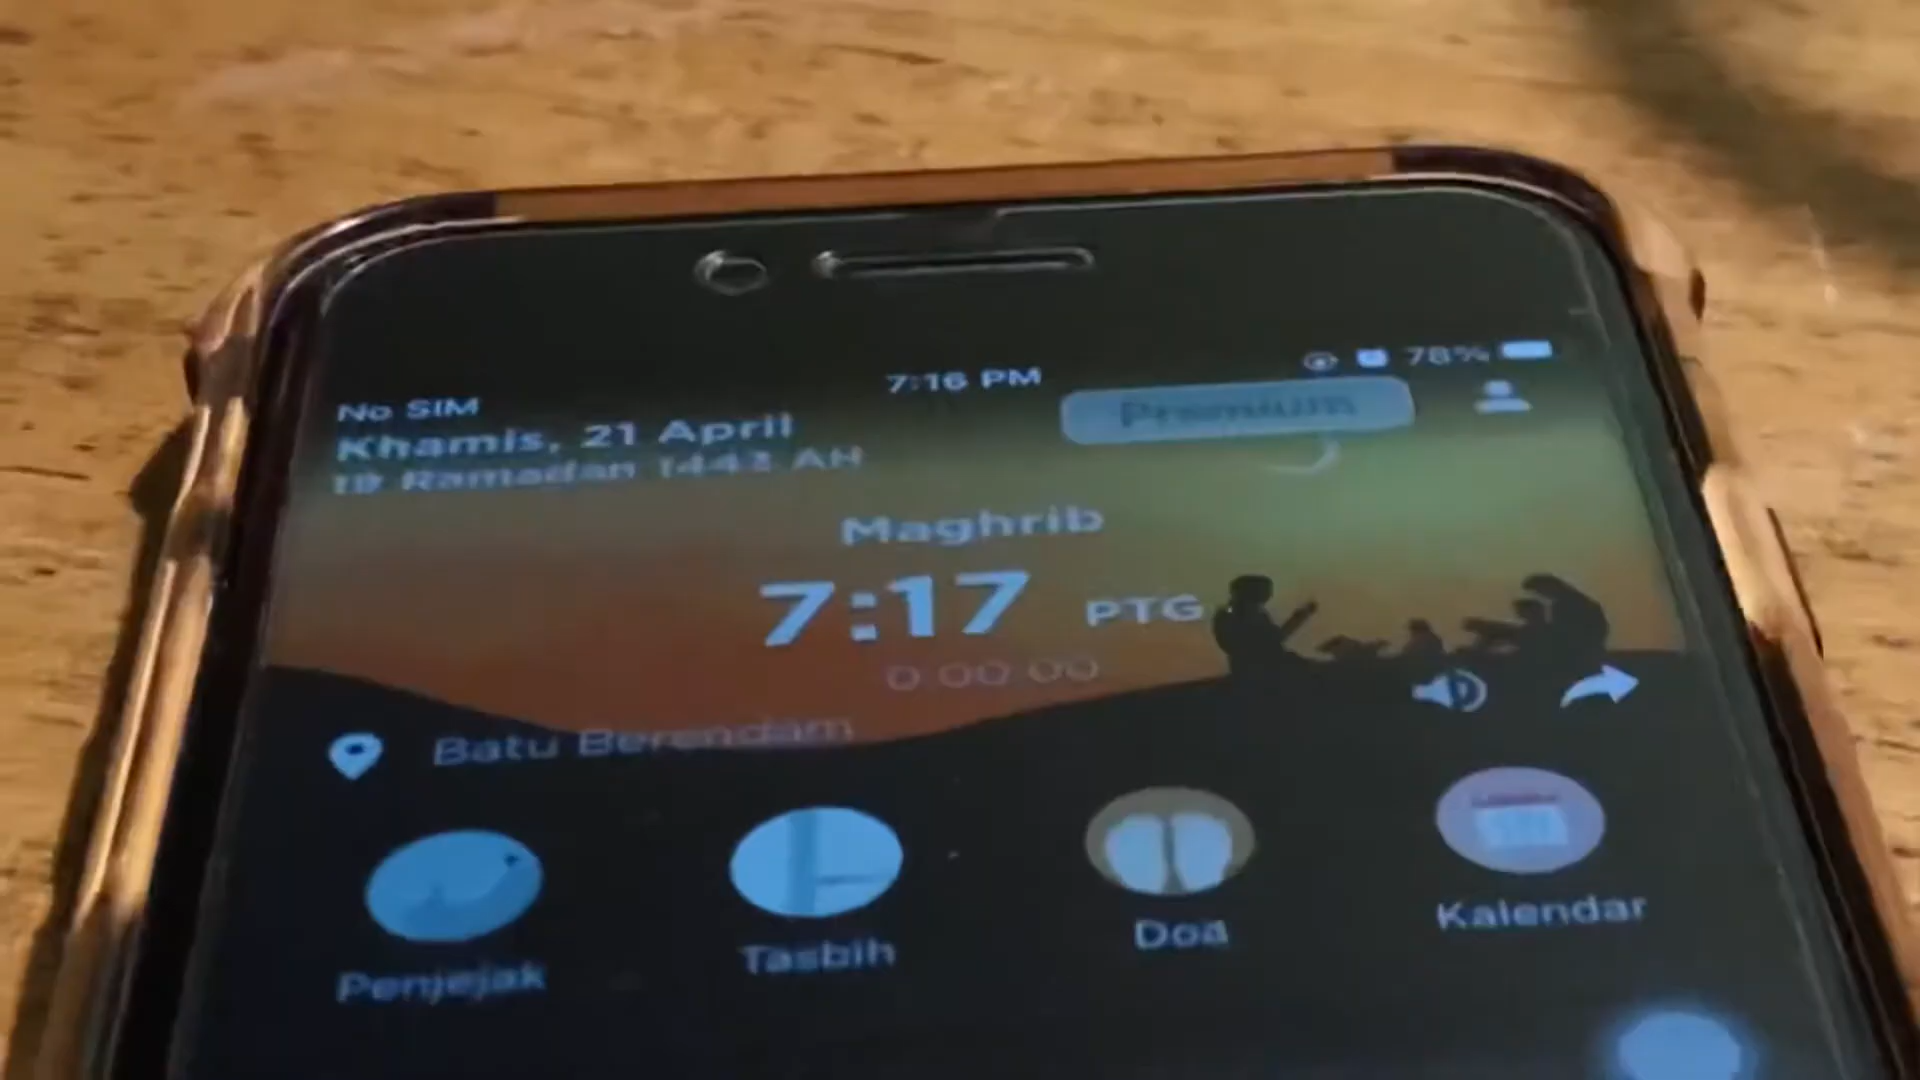 No SIM 7:16 PM 78%
Khamis, 21 April Premium
19 Ramadan 1443 AH
Maghrib
7:17 PTG
0:00:00
Batu Berendam
Penjejak Tasbih Doa Kalendar